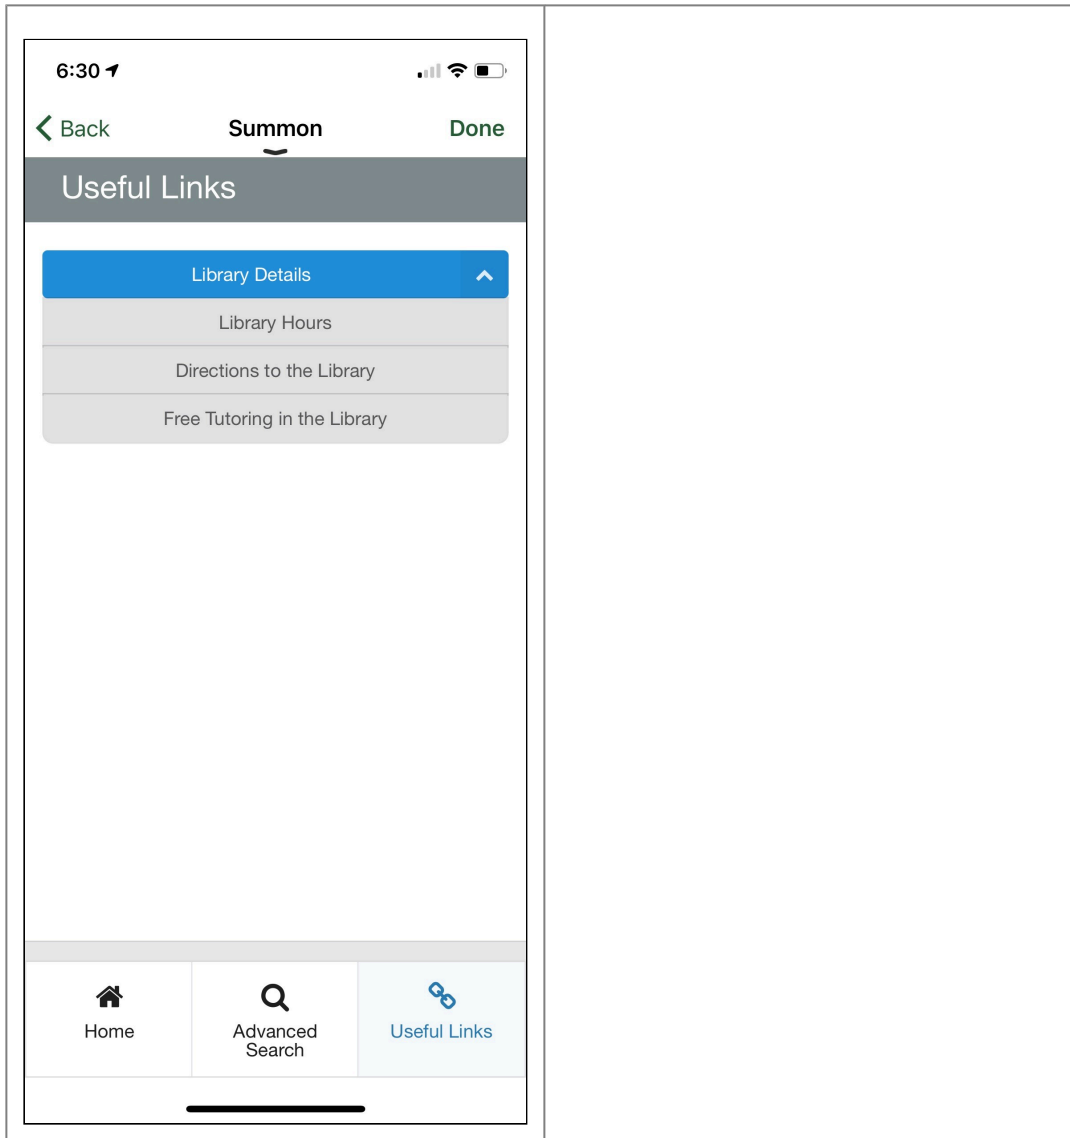 6:30
Back Summon Done
Useful Links
Library Details
Library Hours
Directions to the Library
Free Tutoring in the Library
Home Advanced Search Useful Links